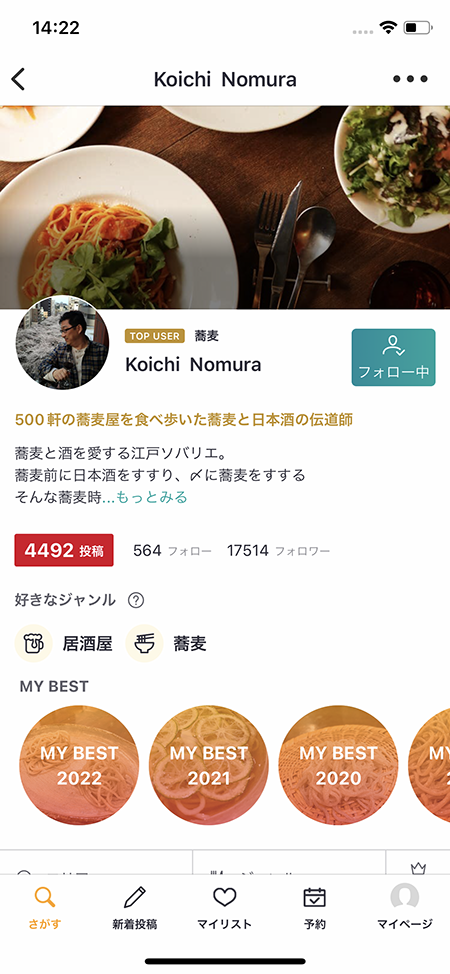 14:22
Koichi Nomura
TOP USER 蕎麦
Koichi Nomura
フォロー中
500軒の蕎麦屋を食べ歩いた蕎麦と日本酒の伝道師
蕎麦と酒を愛する江戸ソバリエ。
蕎麦前に日本酒をすすり、〆に蕎麦をすする
そんな蕎麦時...もっとみる
4492 投稿 564 フォロー 17514 フォロワー
好きなジャンル ?
居酒屋 蕎麦
MY BEST
MY BEST
2022
MY BEST
2021
MY BEST
2020
さがす 新着投稿 マイリスト 予約 マイページ